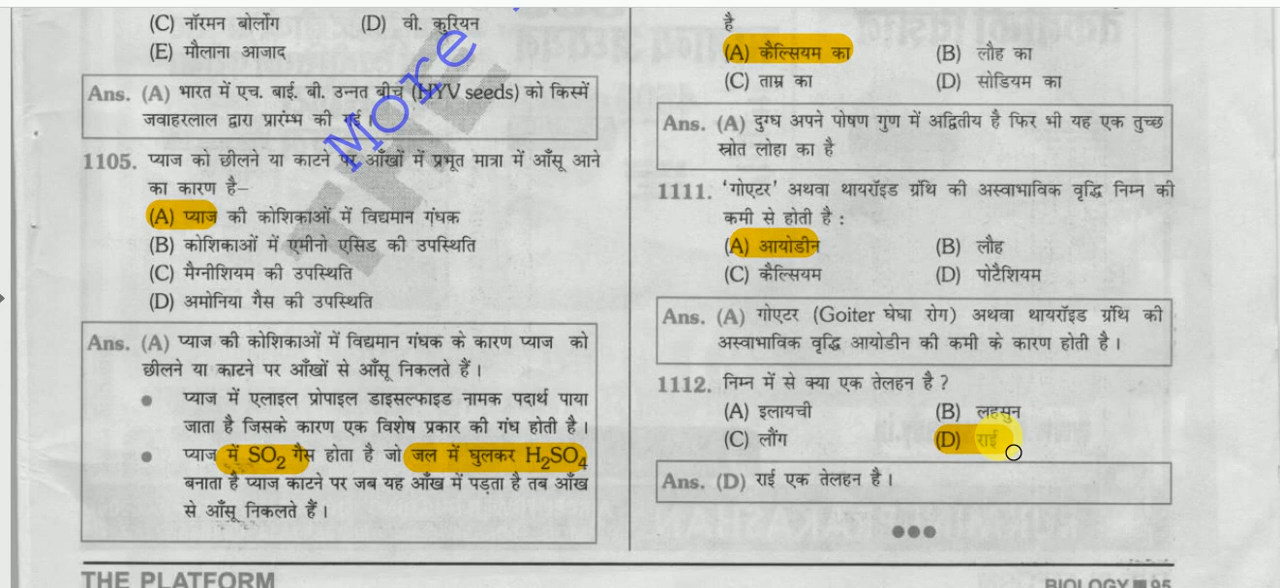 (C) नॉरमन बोर्लोग (D) वी. कुरियन
(E) मौलाना आजाद
Ans. (A) भारत में एच. बाई. बी. उन्नत बीच (HYV seeds) को किस्में
जवाहरलाल द्वारा प्रारंम्भ की गई।
1105. प्याज को छीलने या काटने पर आँखों में प्रभूत मात्रा में आँसू आने
का कारण है–
(A) प्याज की कोशिकाओं में विद्यमान गंधक
(B) कोशिकाओं में एमीनो एसिड की उपस्थिति
(C) मैग्नीशियम की उपस्थिति
(D) अमोनिया गैस की उपस्थिति
Ans. (A) प्याज की कोशिकाओं में विद्यमान गंधक के कारण प्याज को
छीलने या काटने पर आँखों से आँसू निकलते हैं।
● प्याज में एलाइल प्रोपाइल डाइसल्फाइड नामक पदार्थ पाया
जाता है जिसके कारण एक विशेष प्रकार की गंध होती है।
● प्याज में SO₂ गैस होता है जो जल में घुलकर H₂SO₄
बनाता है प्याज काटने पर जब यह आँख में पड़ता है तब आँख
से आँसू निकलते हैं।
THE PLATFORM
More
है
(A) कैल्सियम का (B) लौह का
(C) ताम्र का (D) सोडियम का
Ans. (A) दुग्ध अपने पोषण गुण में अद्वितीय है फिर भी यह एक तुच्छ
स्रोत लोहा का है
1111. 'गोएटर' अथवा थायरॉइड ग्रंथि की अस्वाभाविक वृद्धि निम्न की
कमी से होती है :
(A) आयोडीन (B) लौह
(C) कैल्सियम (D) पोटैशियम
Ans. (A) गोएटर (Goiter घेघा रोग) अथवा थायरॉइड ग्रंथि की
अस्वाभाविक वृद्धि आयोडीन की कमी के कारण होती है।
1112. निम्न में से क्या एक तेलहन है ?
(A) इलायची (B) लहसुन
(C) लौंग (D) राई
Ans. (D) राई एक तेलहन है।
BIOLOGY ■ 95